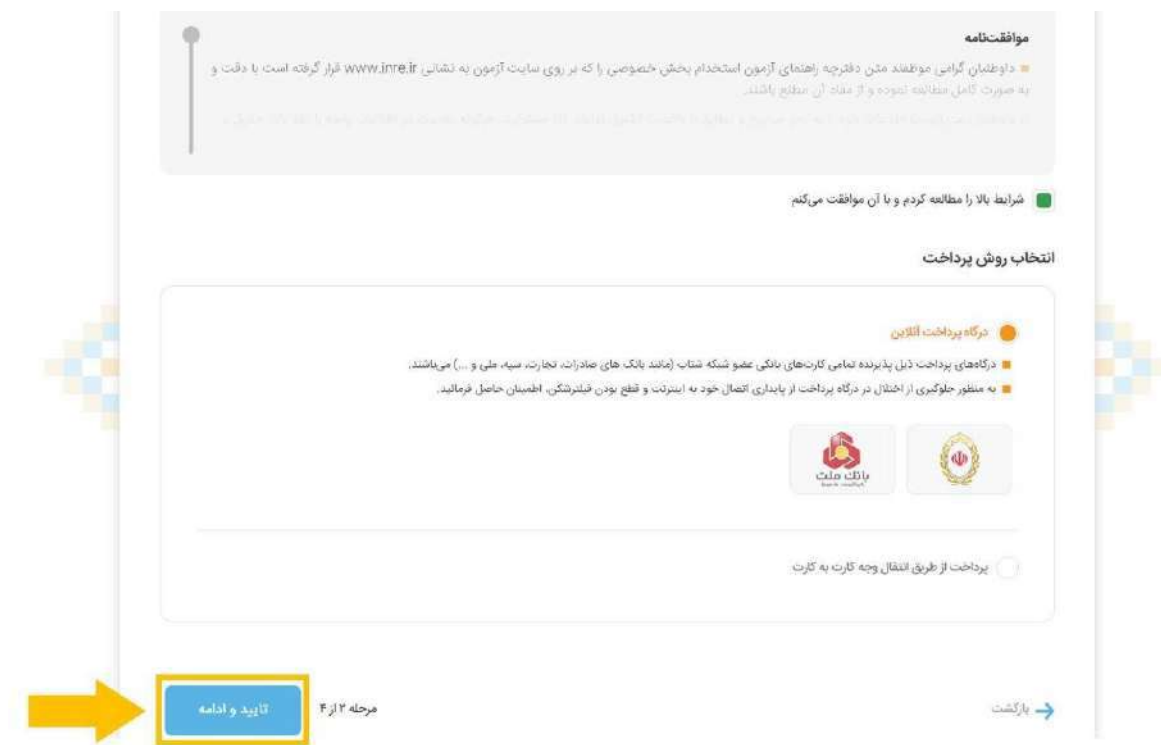 موافقت‌نامه
داوطلبان گرامی موظفند متن دفترچه راهنمای آزمون استخدام بخش خصوصی را که بر روی سایت آزمون به نشانی www.inre.ir قرار گرفته است با دقت و
به صورت کامل مطالعه نموده و از مفاد آن مطلع باشند.
شرایط بالا را مطالعه کردم و با آن موافقت می‌کنم
انتخاب روش پرداخت
درگاه پرداخت آنلاین
درگاه‌های پرداخت ذیل پذیرنده تمامی کارت‌های بانکی عضو شبکه شتاب (مانند بانک های صادرات، تجارت، سپه، ملی و ...) می‌باشند.
به منظور جلوگیری از اختلال در درگاه پرداخت از پایداری اتصال خود به اینترنت و قطع بودن فیلترشکن، اطمینان حاصل فرمائید.
بانک ملت
پرداخت از طریق انتقال وجه کارت به کارت
بازگشت
مرحله ۳ از ۴
تایید و ادامه